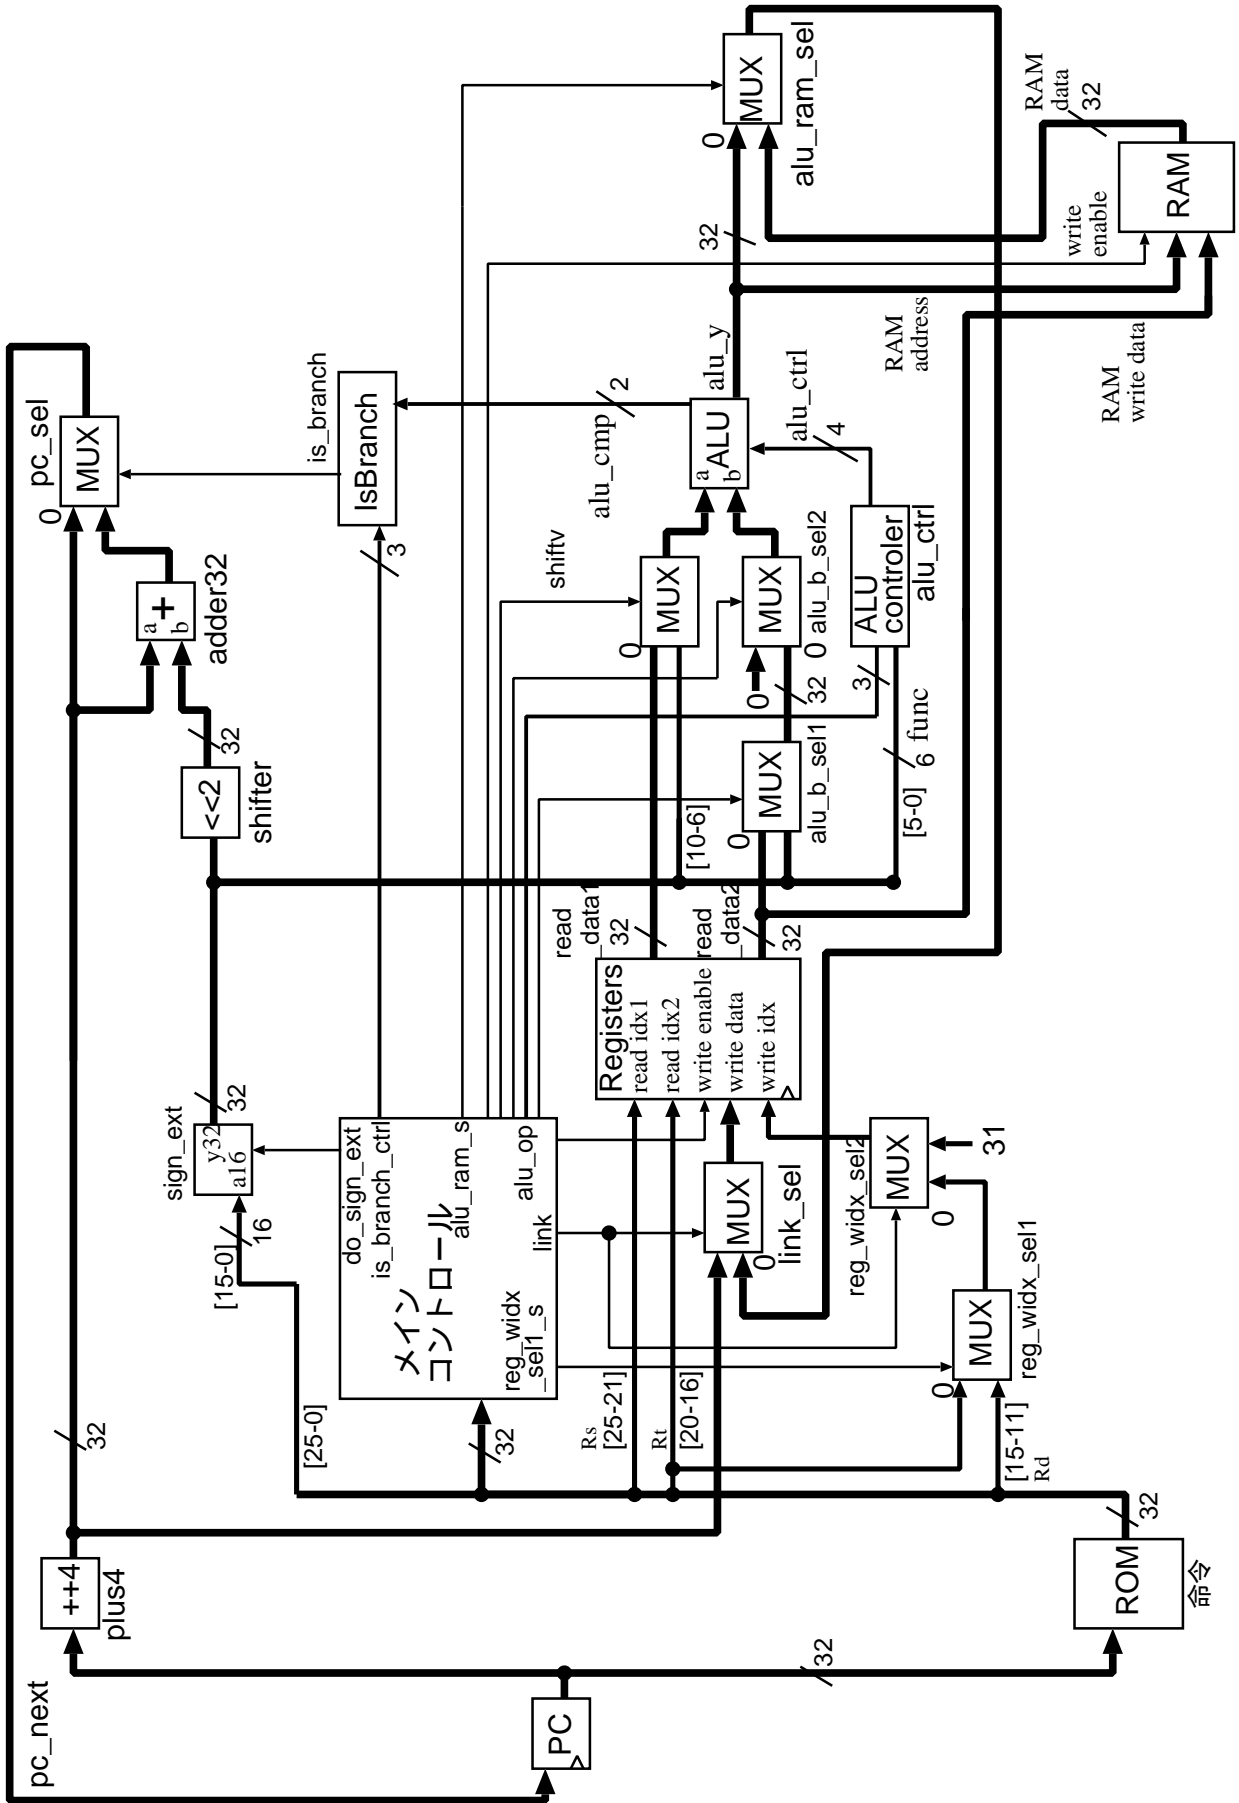 pc_next
PC
32
++4
plus4
32
ROM
命令
32
[25-0]
[15-0]
16
sign_ext
a16
y32
32
32
メイン
コントロール
do_sign_ext
is_branch_ctrl
alu_ram_s
alu_op
link
reg_widx
_sel1_s
Rs
[25-21]
Rt
[20-16]
[15-11]
Rd
0
MUX
reg_widx_sel1
0
31
MUX
reg_widx_sel2
0
MUX
link_sel
Registers
read idx1
read idx2
write enable
write data
write idx
read
_data1
32
read
_data2
32
<<2
shifter
32
a
b
+
adder32
0
MUX
pc_sel
[10-6]
0
MUX
alu_b_sel1
32
0
0
MUX
alu_b_sel2
0
MUX
shiftv
[5-0]
6
func
3
ALU
controler
alu_ctrl
4
alu_ctrl
a
b
ALU
alu_y
alu_cmp
2
3
IsBranch
is_branch
32
0
MUX
alu_ram_sel
RAM
address
RAM
write data
write
enable
RAM
RAM
data
32